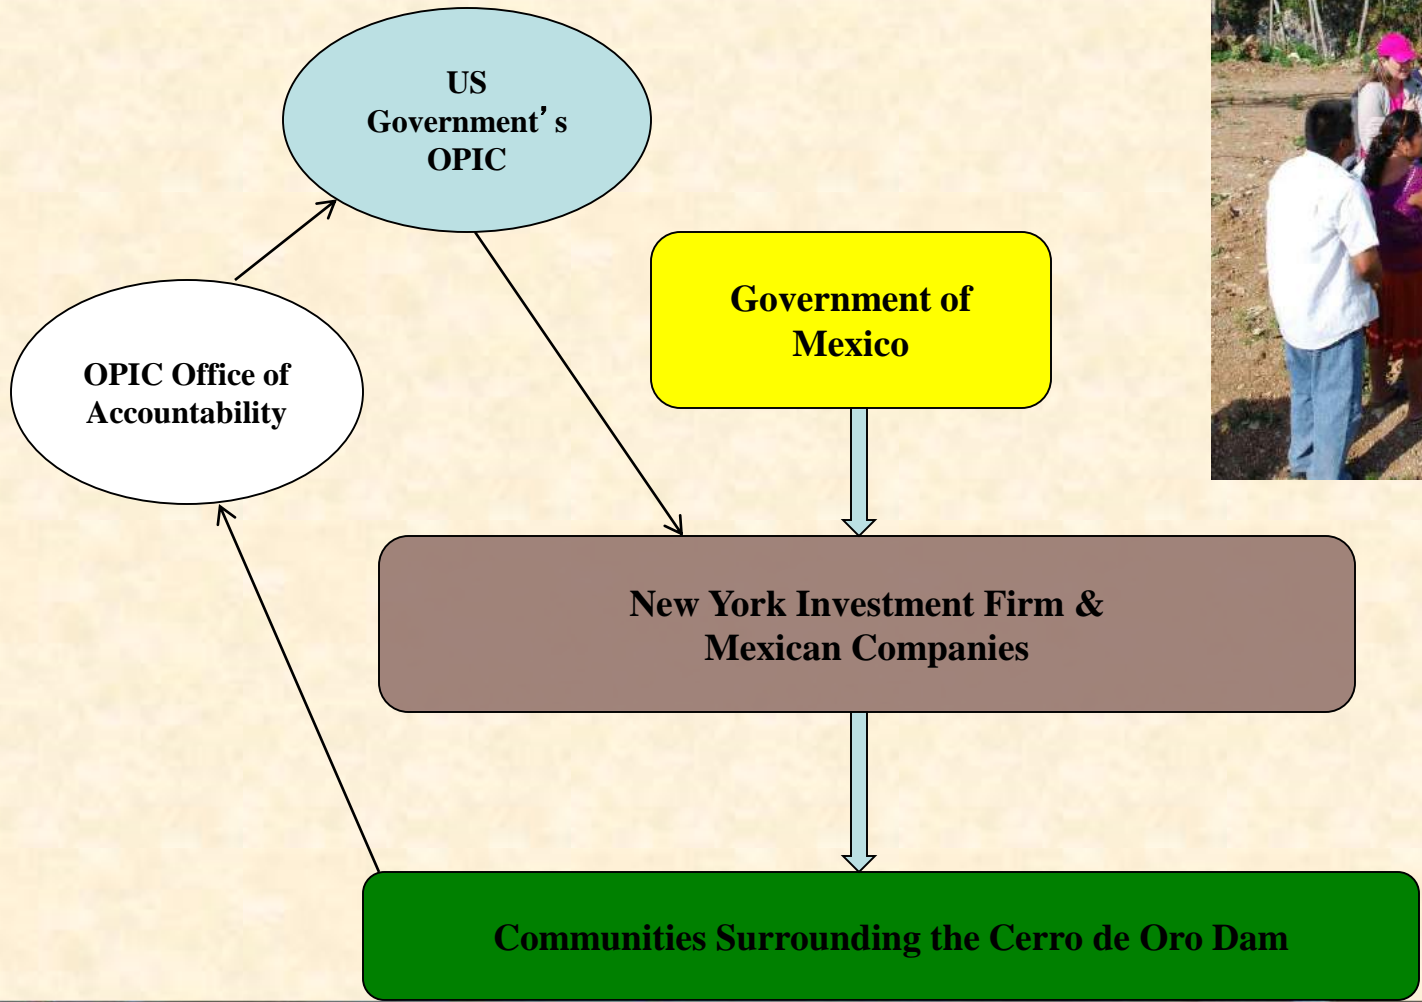 US
Government’s
OPIC
Government of
Mexico
OPIC Office of
Accountability
New York Investment Firm &
Mexican Companies
Communities Surrounding the Cerro de Oro Dam